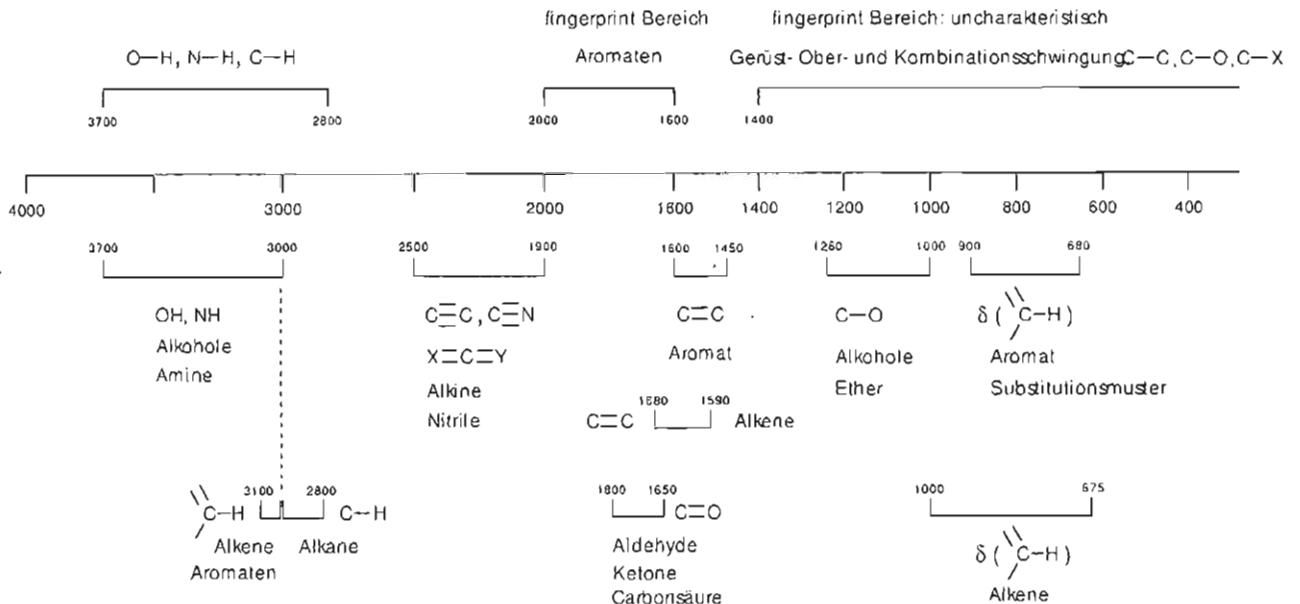 fingerprint Bereich
fingerprint Bereich: uncharakteristisch
O—H, N—H, C—H
Aromaten
Gerüst- Ober- und Kombinationsschwingung C—C, C—O, C—X
3700
2800
2000
1600
1400
4000
3000
2000
1600
1400
1200
1000
800
600
400
3700
3000
2500
1900
1600
1450
1260
1000
900
680
OH, NH
Alkohole
Amine
C≡C, C≡N
X=C=Y
Alkine
Nitrile
C=C
Aromat
C—O
Alkohole
Ether
δ ( C—H )
Aromat
Substitutionsmuster
C=C
1680
1590
Alkene
C—H
3100
2800
C—H
Alkene
Aromaten
Alkane
1800
1650
C=O
Aldehyde
Ketone
Carbonsäure
1000
675
δ ( C—H )
Alkene